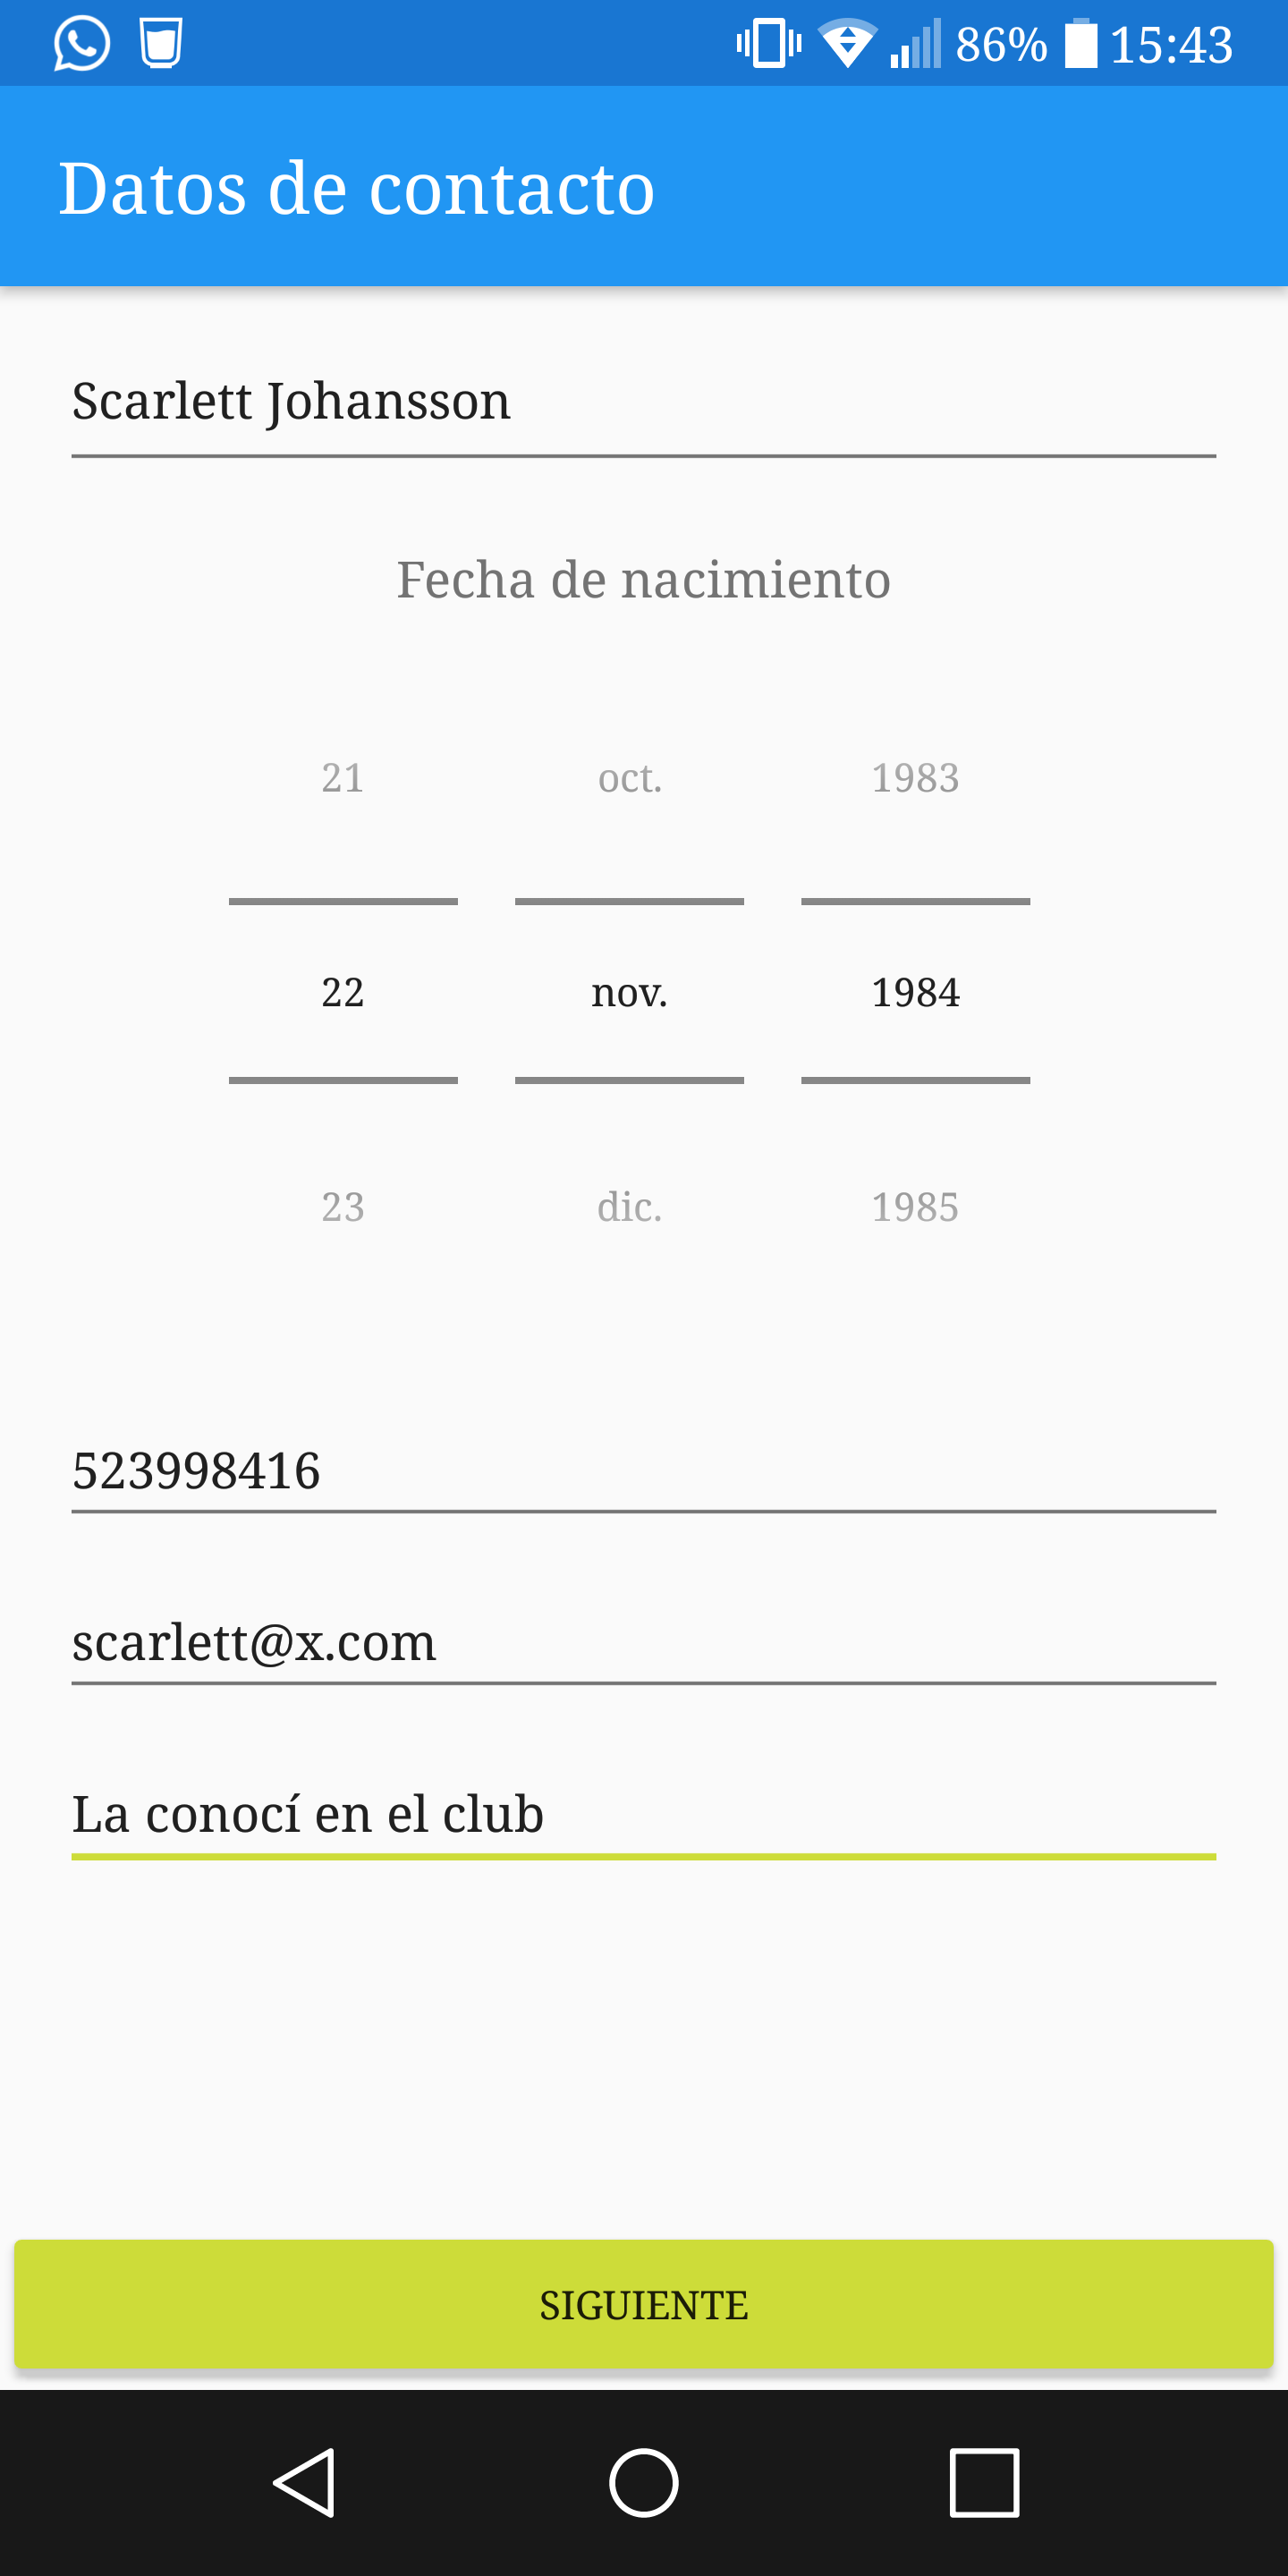 86% 15:43
Datos de contacto
Scarlett Johansson
Fecha de nacimiento
21 oct. 1983
22 nov. 1984
23 dic. 1985
523998416
scarlett@x.com
La conocí en el club
SIGUIENTE